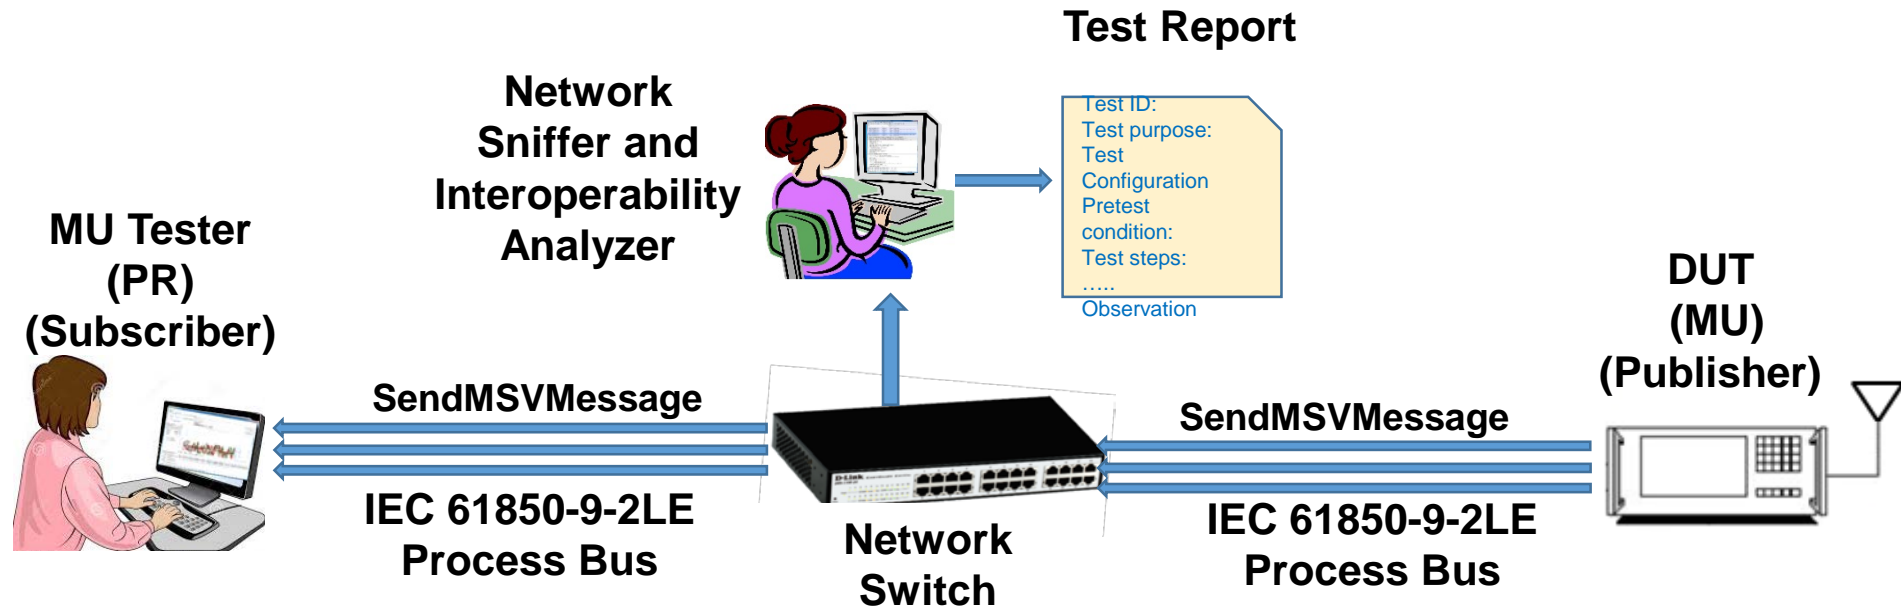 Test Report
Network
Sniffer and
Interoperability
Analyzer
Test ID:
Test purpose:
Test
Configuration
Pretest
condition:
Test steps:
.....
Observation
MU Tester
(PR)
(Subscriber)
DUT
(MU)
(Publisher)
SendMSVMessage
SendMSVMessage
D-Link
IEC 61850-9-2LE
Process Bus
Network
Switch
IEC 61850-9-2LE
Process Bus